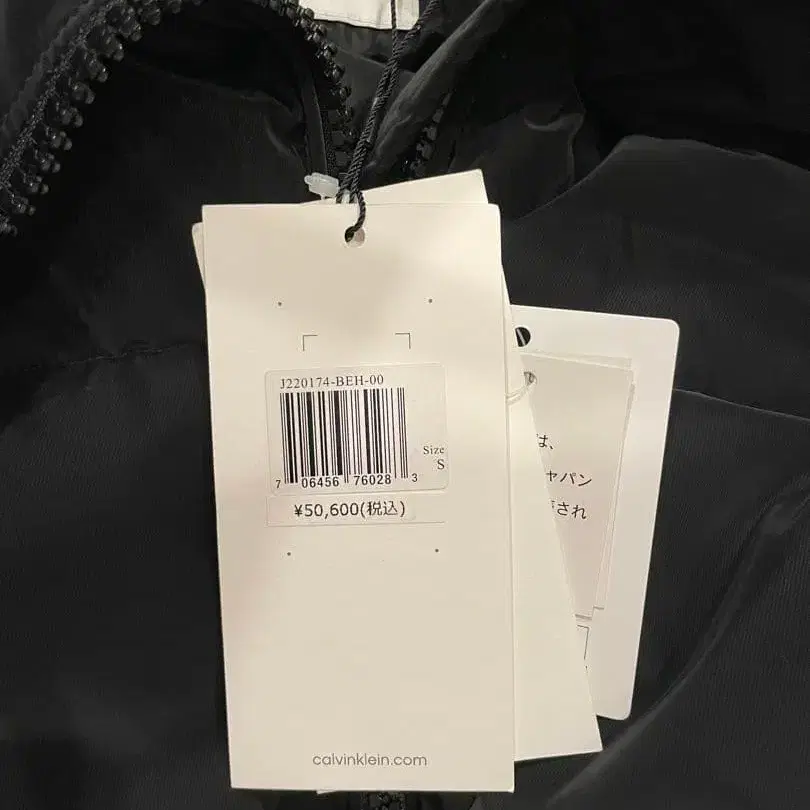 J220174-BEH-00
Size
S
7 06456 76028 3
¥50,600(税込)
calvinklein.com
は、
ャパン
され